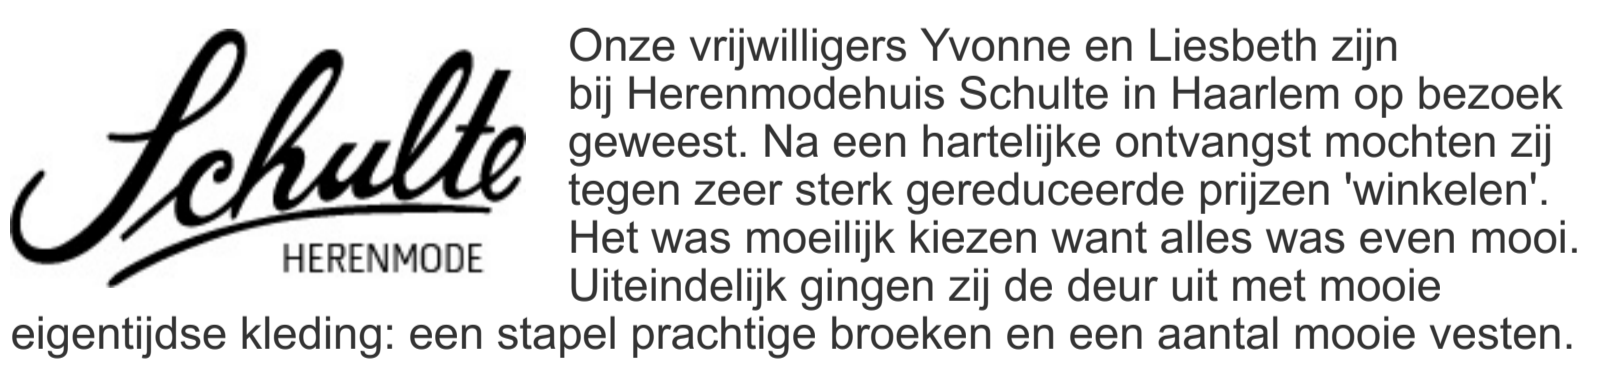 Schulte
HERENMODE
Onze vrijwilligers Yvonne en Liesbeth zijn
bij Herenmodehuis Schulte in Haarlem op bezoek
geweest. Na een hartelijke ontvangst mochten zij
tegen zeer sterk gereduceerde prijzen 'winkelen'.
Het was moeilijk kiezen want alles was even mooi.
Uiteindelijk gingen zij de deur uit met mooie
eigentijdse kleding: een stapel prachtige broeken en een aantal mooie vesten.